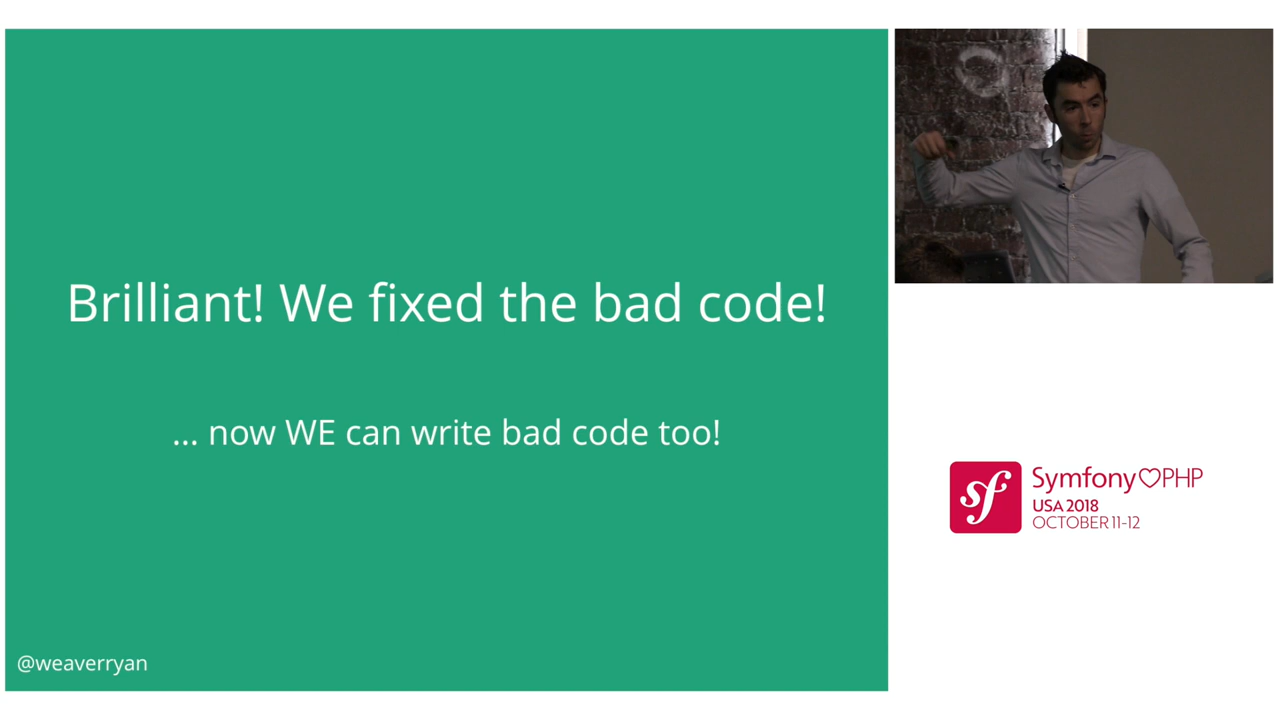 Brilliant! We fixed the bad code!
... now WE can write bad code too!
@weaverryan
sf
Symfony♡PHP
USA 2018
OCTOBER 11-12